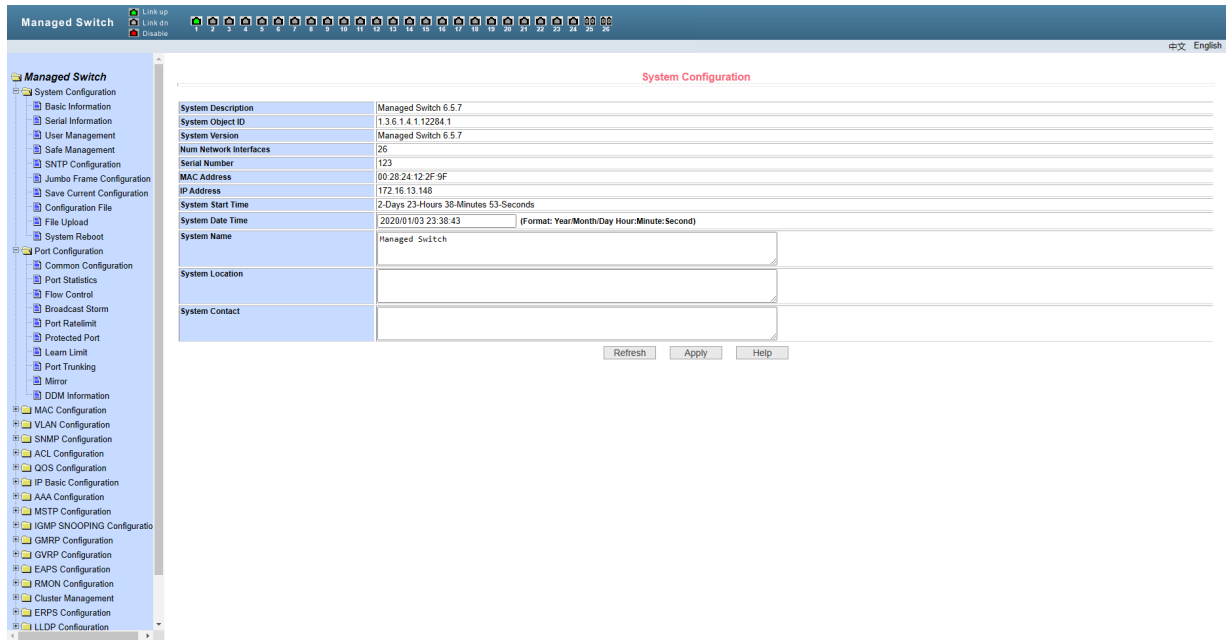 Managed Switch
Link up
Link dn
Disable
1 2 3 4 5 6 7 8 9 10 11 12 13 14 15 16 17 18 19 20 21 22 23 24 25 26
中文 English
Managed Switch
System Configuration
Basic Information
Serial Information
User Management
Safe Management
SNTP Configuration
Jumbo Frame Configuration
Save Current Configuration
Configuration File
File Upload
System Reboot
Port Configuration
Common Configuration
Port Statistics
Flow Control
Broadcast Storm
Port Ratelimit
Protected Port
Learn Limit
Port Trunking
Mirror
DDM Information
MAC Configuration
VLAN Configuration
SNMP Configuration
ACL Configuration
QOS Configuration
IP Basic Configuration
AAA Configuration
MSTP Configuration
IGMP SNOOPING Configuratio
GMRP Configuration
GVRP Configuration
EAPS Configuration
RMON Configuration
Cluster Management
ERPS Configuration
LLDP Configuration
System Configuration
System Description Managed Switch 6.5.7
System Object ID 1.3.6.1.4.1.12284.1
System Version Managed Switch 6.5.7
Num Network Interfaces 26
Serial Number 123
MAC Address 00:28:24:12:2F:9F
IP Address 172.16.13.148
System Start Time 2-Days 23-Hours 38-Minutes 53-Seconds
System Date Time 2020/01/03 23:38:43 (Format: Year/Month/Day Hour:Minute:Second)
System Name Managed Switch
System Location
System Contact
Refresh Apply Help